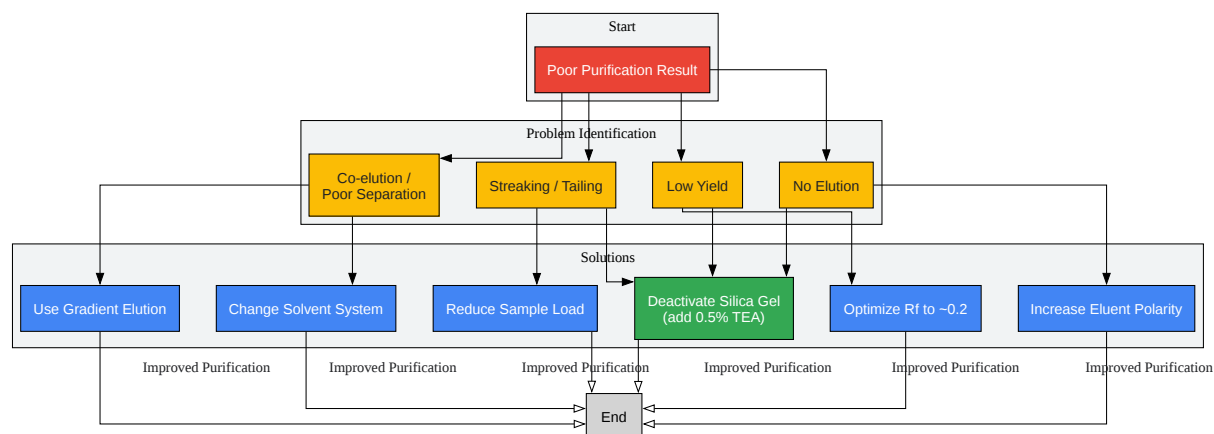 Start
Poor Purification Result
Problem Identification
Co-elution /
Poor Separation
Streaking / Tailing
Low Yield
No Elution
Solutions
Use Gradient Elution
Change Solvent System
Reduce Sample Load
Deactivate Silica Gel
(add 0.5% TEA)
Optimize Rf to ~0.2
Increase Eluent Polarity
Improved Purification
Improved Purification
Improved Purification
Improved Purification
Improved Purification
Improved Purification
End